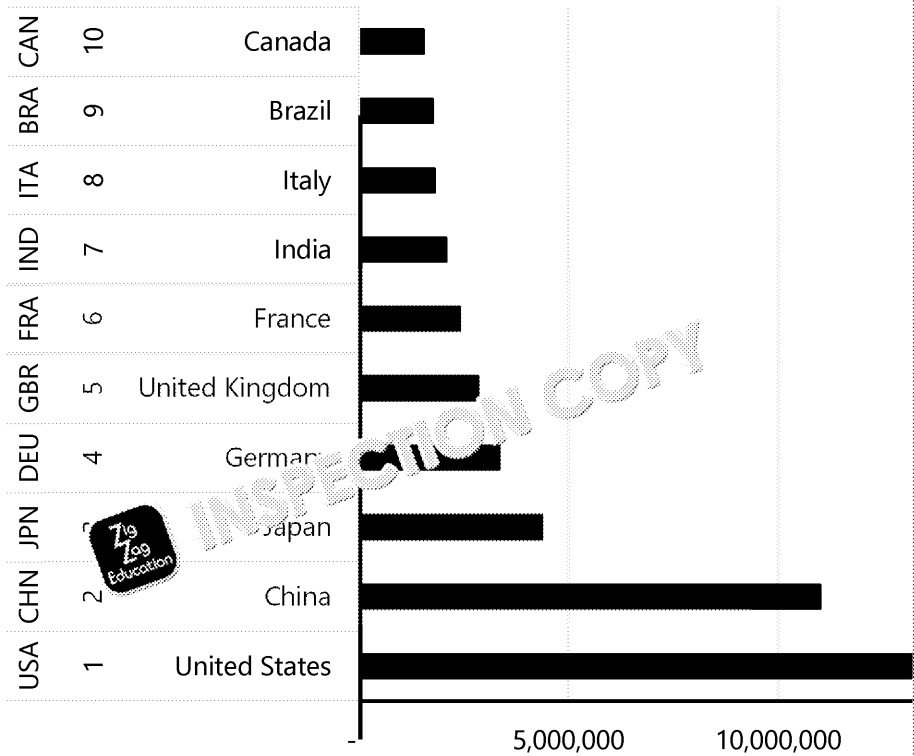 CAN 10 Canada
BRA 9 Brazil
ITA 8 Italy
IND 7 India
FRA 6 France
GBR 5 United Kingdom
DEU 4 Germany
JPN Japan
CHN 2 China
USA 1 United States
- 5,000,000 10,000,000
INSPECTION COPY
Zig
Zag
Education